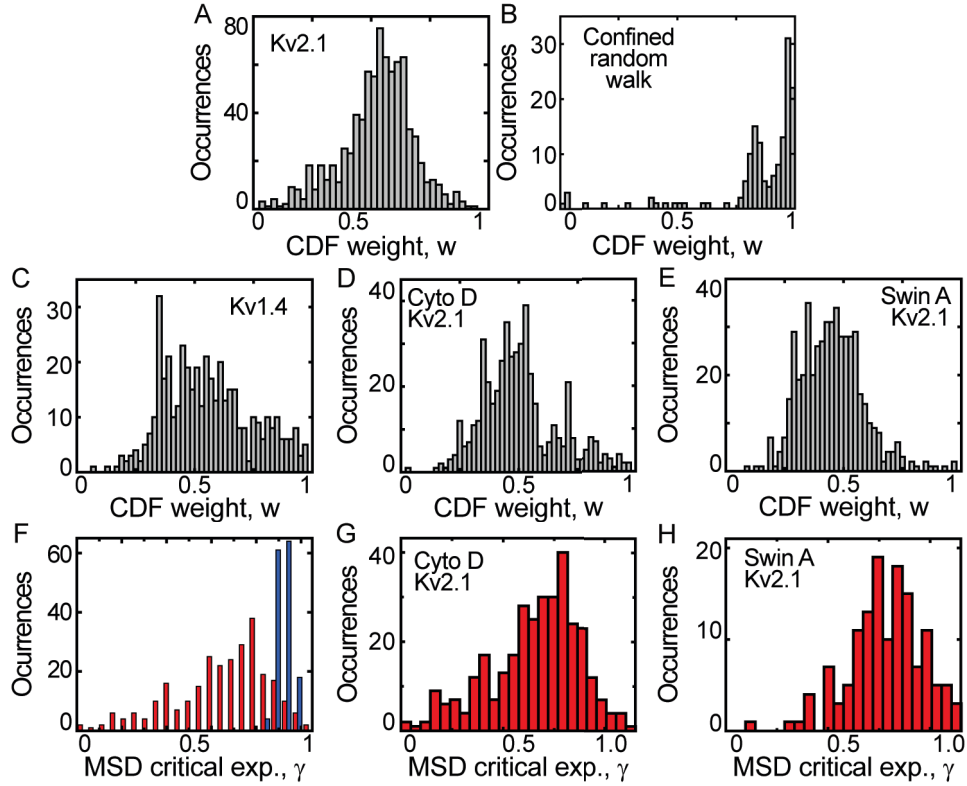 A
Kv2.1
Occurrences
80
40
0
0
0.5
1
CDF weight, w
B
Confined
random
walk
Occurrences
30
20
10
0
0
0.5
1
CDF weight, w
C
Kv1.4
Occurrences
30
20
10
0
0
0.5
1
CDF weight, w
D
Cyto D
Kv2.1
Occurrences
40
20
0
0
0.5
1
CDF weight, w
E
Swin A
Kv2.1
Occurrences
40
20
0
0
0.5
1
CDF weight, w
F
Occurrences
60
40
20
0
0
0.5
1
MSD critical exp., γ
G
Cyto D
Kv2.1
Occurrences
40
20
0
0
0.5
1.0
MSD critical exp., γ
H
Swin A
Kv2.1
Occurrences
20
10
0
0
0.5
1.0
MSD critical exp., γ